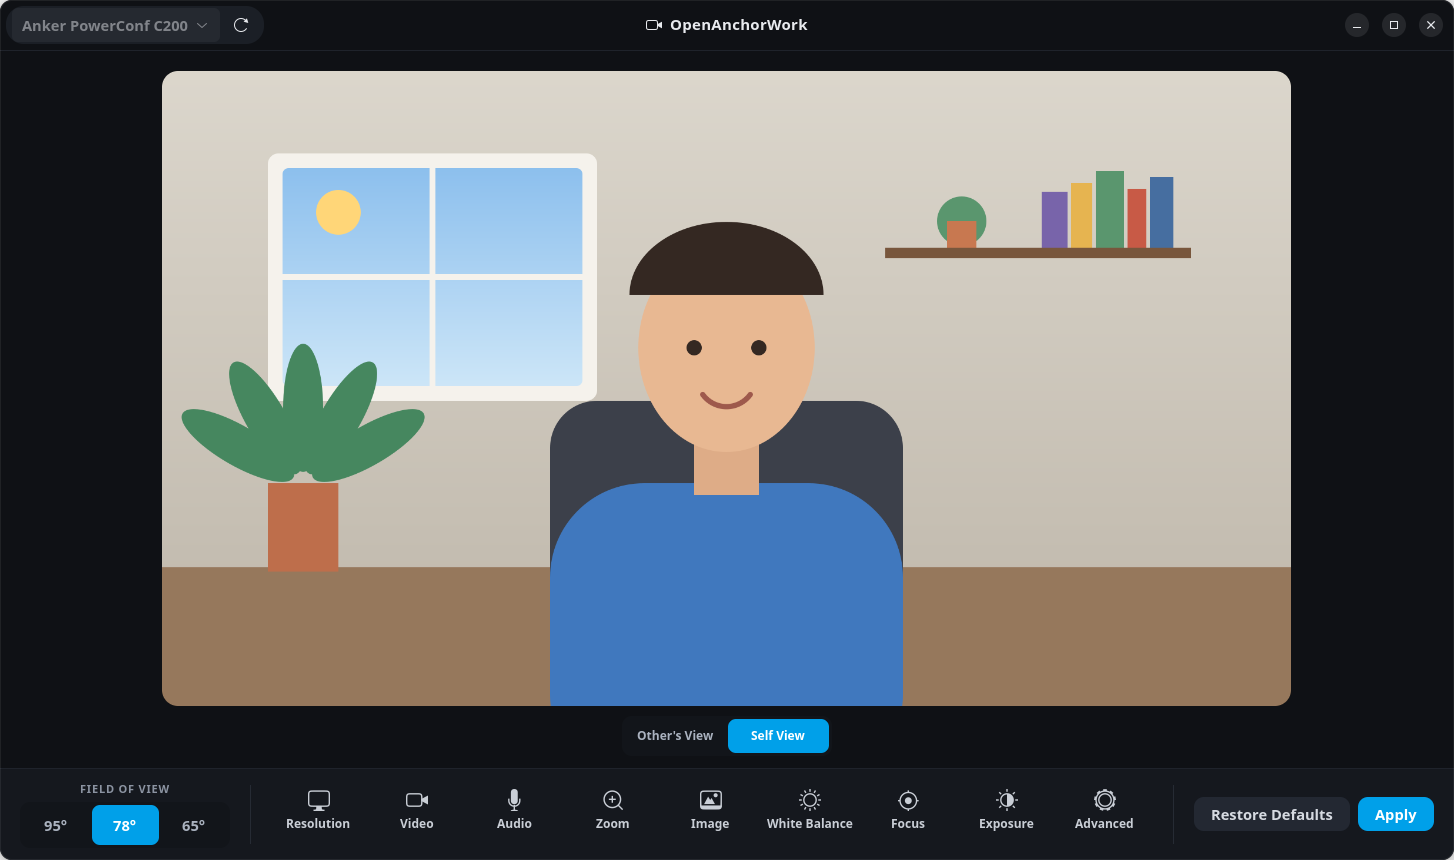 Anker PowerConf C200
OpenAnchorWork
Other's View
Self View
FIELD OF VIEW
95°
78°
65°
Resolution
Video
Audio
Zoom
Image
White Balance
Focus
Exposure
Advanced
Restore Defaults
Apply